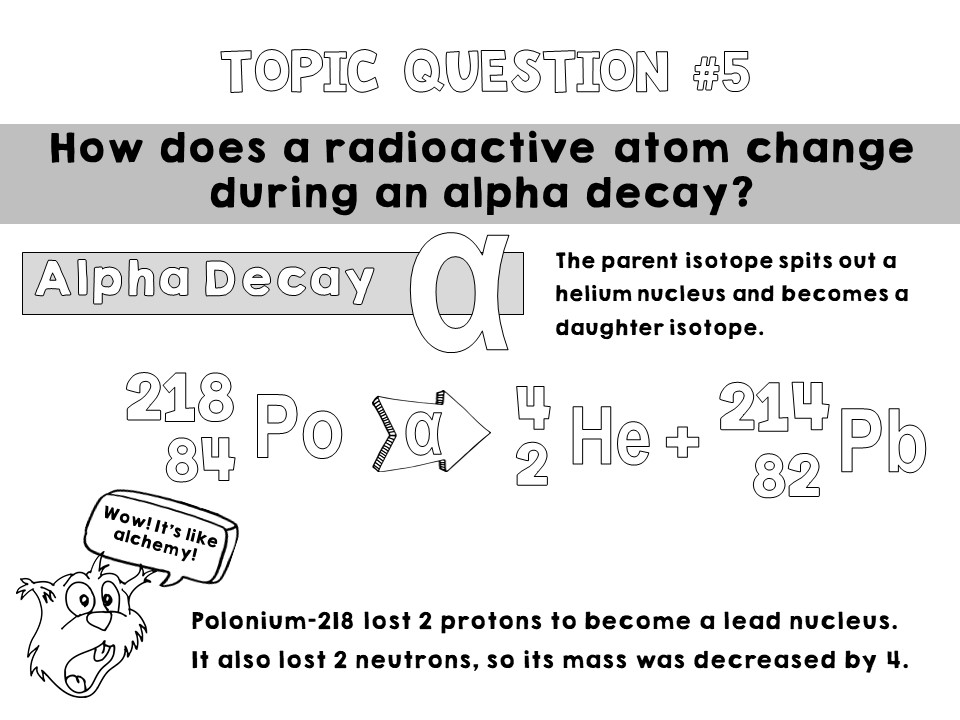 TOPIC QUESTION #5
How does a radioactive atom change
during an alpha decay?
Alpha Decay
α
The parent isotope spits out a
helium nucleus and becomes a
daughter isotope.
218
84
Po
α
4
2
He
+
214
82
Pb
Wow! It's like
alchemy!
Polonium-218 lost 2 protons to become a lead nucleus.
It also lost 2 neutrons, so its mass was decreased by 4.